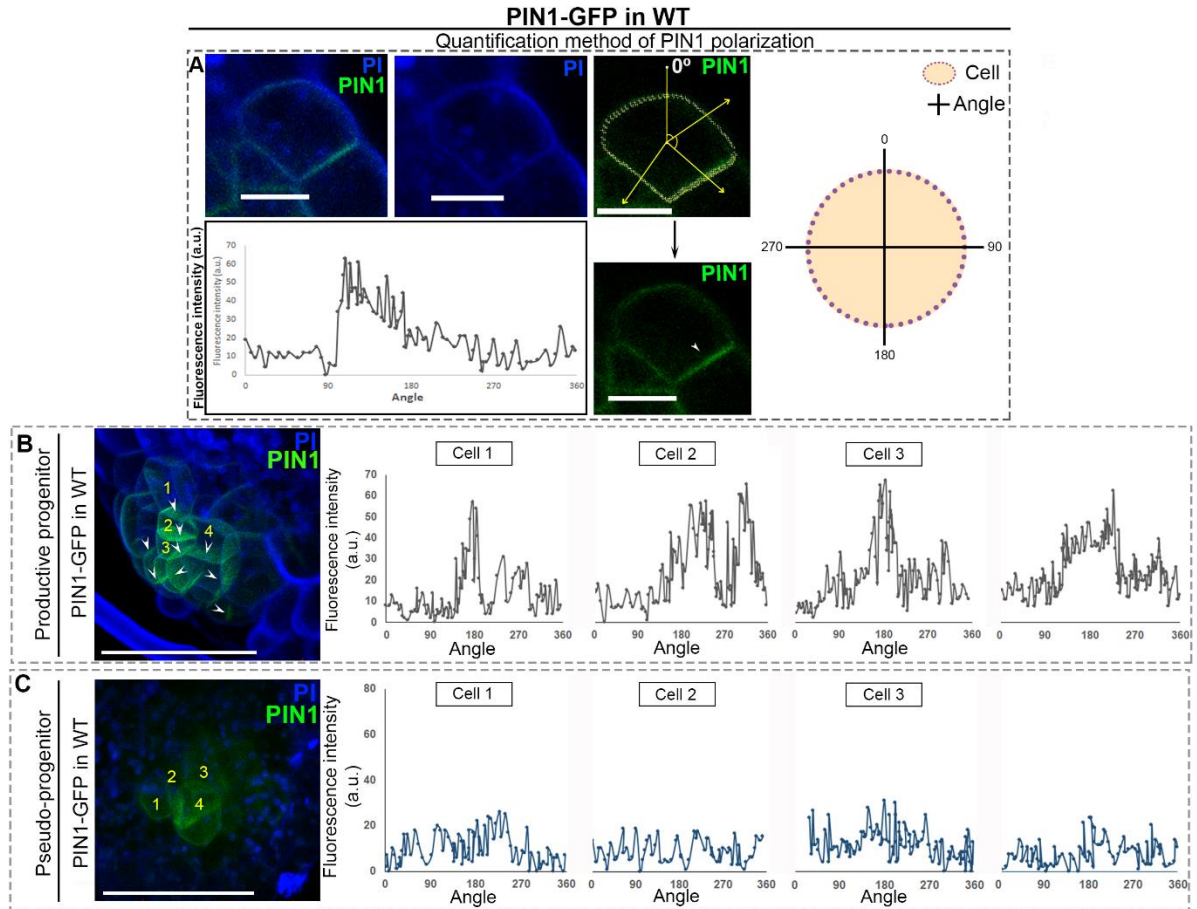 PIN1-GFP in WT
Quantification method of PIN1 polarization
A
PI
PIN1
PI
0º PIN1
Cell
Angle
0
270
90
180
Fluorescence intensity (a.u.)
Fluorescence intensity (a.u.)
70
60
50
40
30
20
10
0
0 90 180 270 360
Angle
PIN1
B
Productive progenitor
PIN1-GFP in WT
PI
PIN1
1
2
3
4
Fluorescence intensity
(a.u.)
70
60
50
40
30
20
10
0
Cell 1
0 90 180 270 360
Angle
Cell 2
0 90 180 270 360
Angle
Cell 3
0 90 180 270 360
Angle
0 90 180 270 360
C
Pseudo-progenitor
PIN1-GFP in WT
PI
PIN1
1
2
3
4
Fluorescence intensity
(a.u.)
80
60
40
20
0
Cell 1
0 90 180 270 360
Angle
Cell 2
0 90 180 270 360
Angle
Cell 3
0 90 180 270 360
Angle
0 90 180 270 360